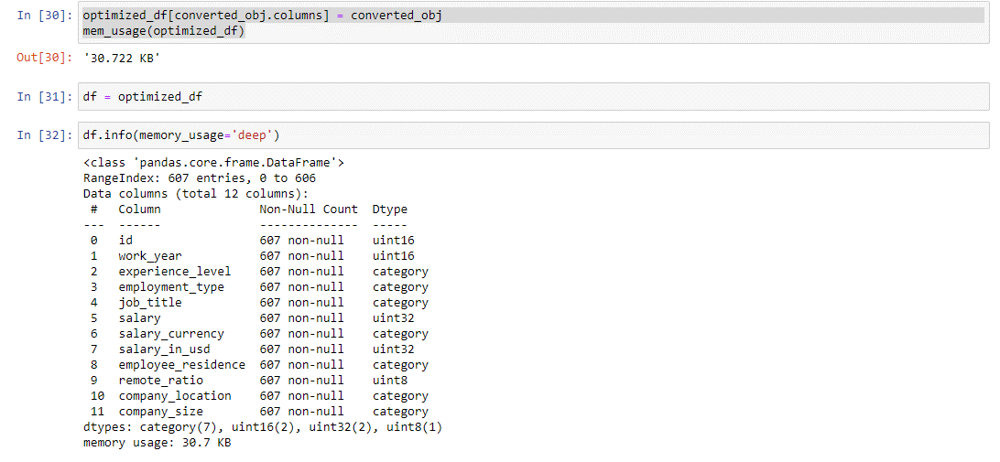 In [30]: optimized_df[converted_obj.columns] = converted_obj
mem_usage(optimized_df)
Out[30]: '30.722 KB'
In [31]: df = optimized_df
In [32]: df.info(memory_usage='deep')
<class 'pandas.core.frame.DataFrame'>
RangeIndex: 607 entries, 0 to 606
Data columns (total 12 columns):
 #   Column              Non-Null Count  Dtype
---  ------              --------------  -----
 0   id                  607 non-null    uint16
 1   work_year           607 non-null    uint16
 2   experience_level    607 non-null    category
 3   employment_type     607 non-null    category
 4   job_title           607 non-null    category
 5   salary              607 non-null    uint32
 6   salary_currency     607 non-null    category
 7   salary_in_usd       607 non-null    uint32
 8   employee_residence  607 non-null    category
 9   remote_ratio        607 non-null    uint8
 10  company_location    607 non-null    category
 11  company_size        607 non-null    category
dtypes: category(7), uint16(2), uint32(2), uint8(1)
memory usage: 30.7 KB